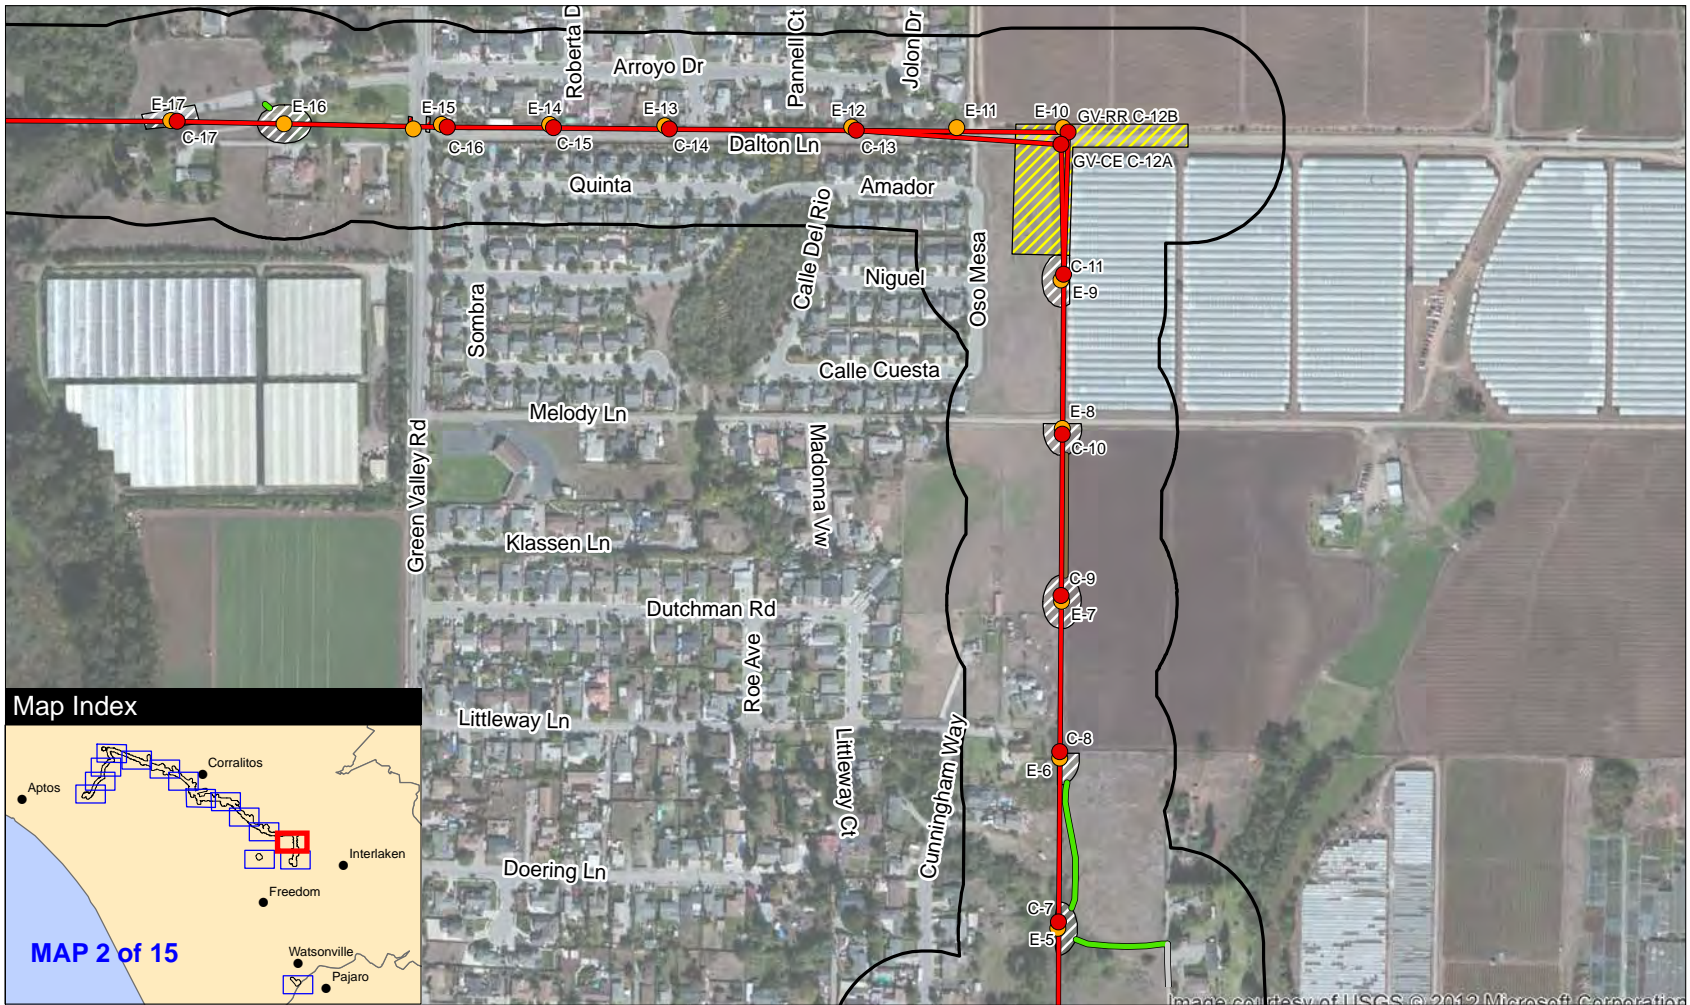 Roberta D
Pannell Ct
Jolon Dr
Arroyo Dr
E-17
E-16
E-15
E-14
E-13
E-12
E-11
E-10
GV-RR C-12B
C-17
C-16
C-15
C-14
Dalton Ln
C-13
GV-CE C-12A
Quinta
Amador
Calle Del Rio
Oso Mesa
Niguel
C-11
E-9
Sombra
Calle Cuesta
Melody Ln
E-8
C-10
Green Valley Rd
Madonna Vw
Klassen Ln
C-9
E-7
Dutchman Rd
Roe Ave
Littleway Ln
Littleway Ct
Cunningham Way
C-8
E-6
Doering Ln
C-7
E-5
Map Index
Corralitos
Aptos
Interlaken
Freedom
MAP 2 of 15
Watsonville
Pajaro
Image courtesy of USGS © 2012 Microsoft Corporation